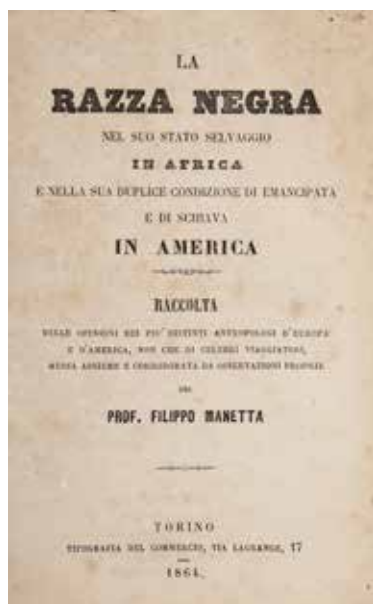 LA
RAZZA NEGRA
NEL SUO STATO SELVAGGIO
IN AFRICA
E NELLA SUA DUPLICE CONDIZIONE DI EMANCIPATA
E DI SCHIAVA
IN AMERICA
RACCOLTA
DELLE OPINIONI DEI PIU' DISTINTI ANTROPOLOGI D'EUROPA
E D'AMERICA, NON CHE DI CELEBRI VIAGGIATORI,
MESSA ASSIEME E CORROBORATA DA OSSERVAZIONI PROPRIE
DEL
PROF. FILIPPO MANETTA
TORINO
TIPOGRAFIA DEL COMMERCIO, VIA LAGRANGE, 17
1864.